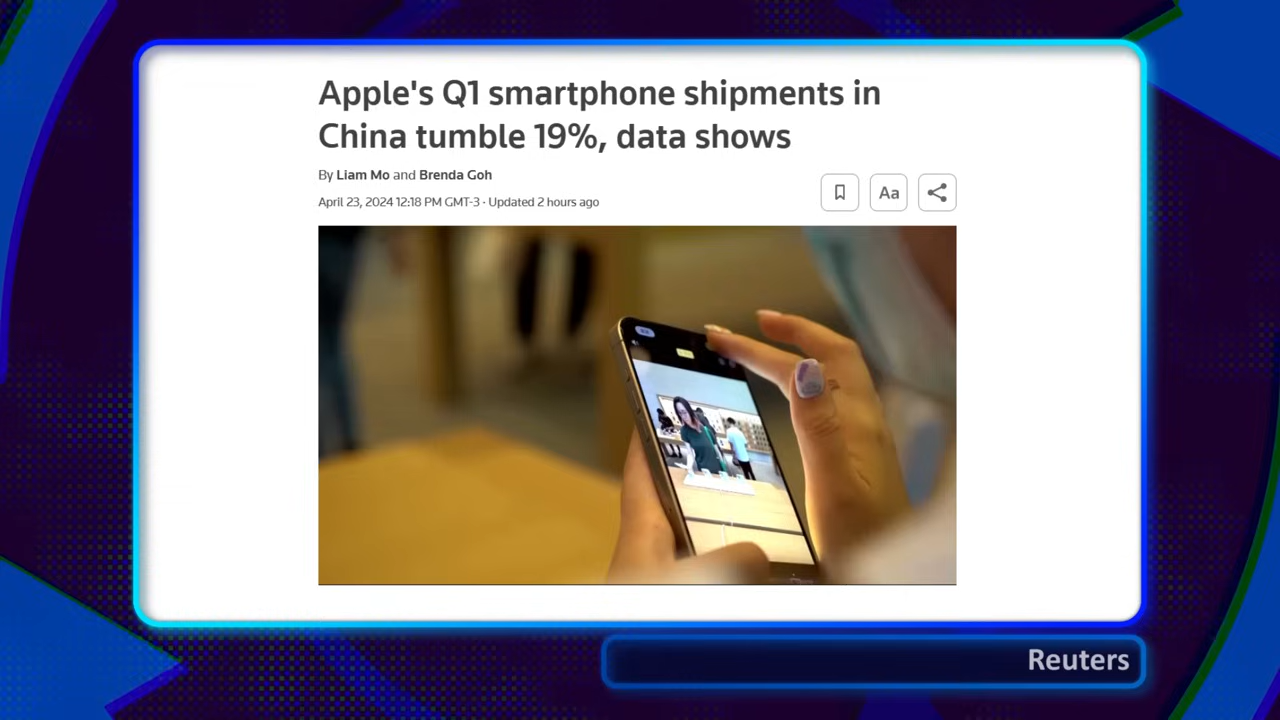 Apple's Q1 smartphone shipments in
China tumble 19%, data shows
By Liam Mo and Brenda Goh
April 23, 2024 12:18 PM GMT-3 · Updated 2 hours ago
Aa
Reuters